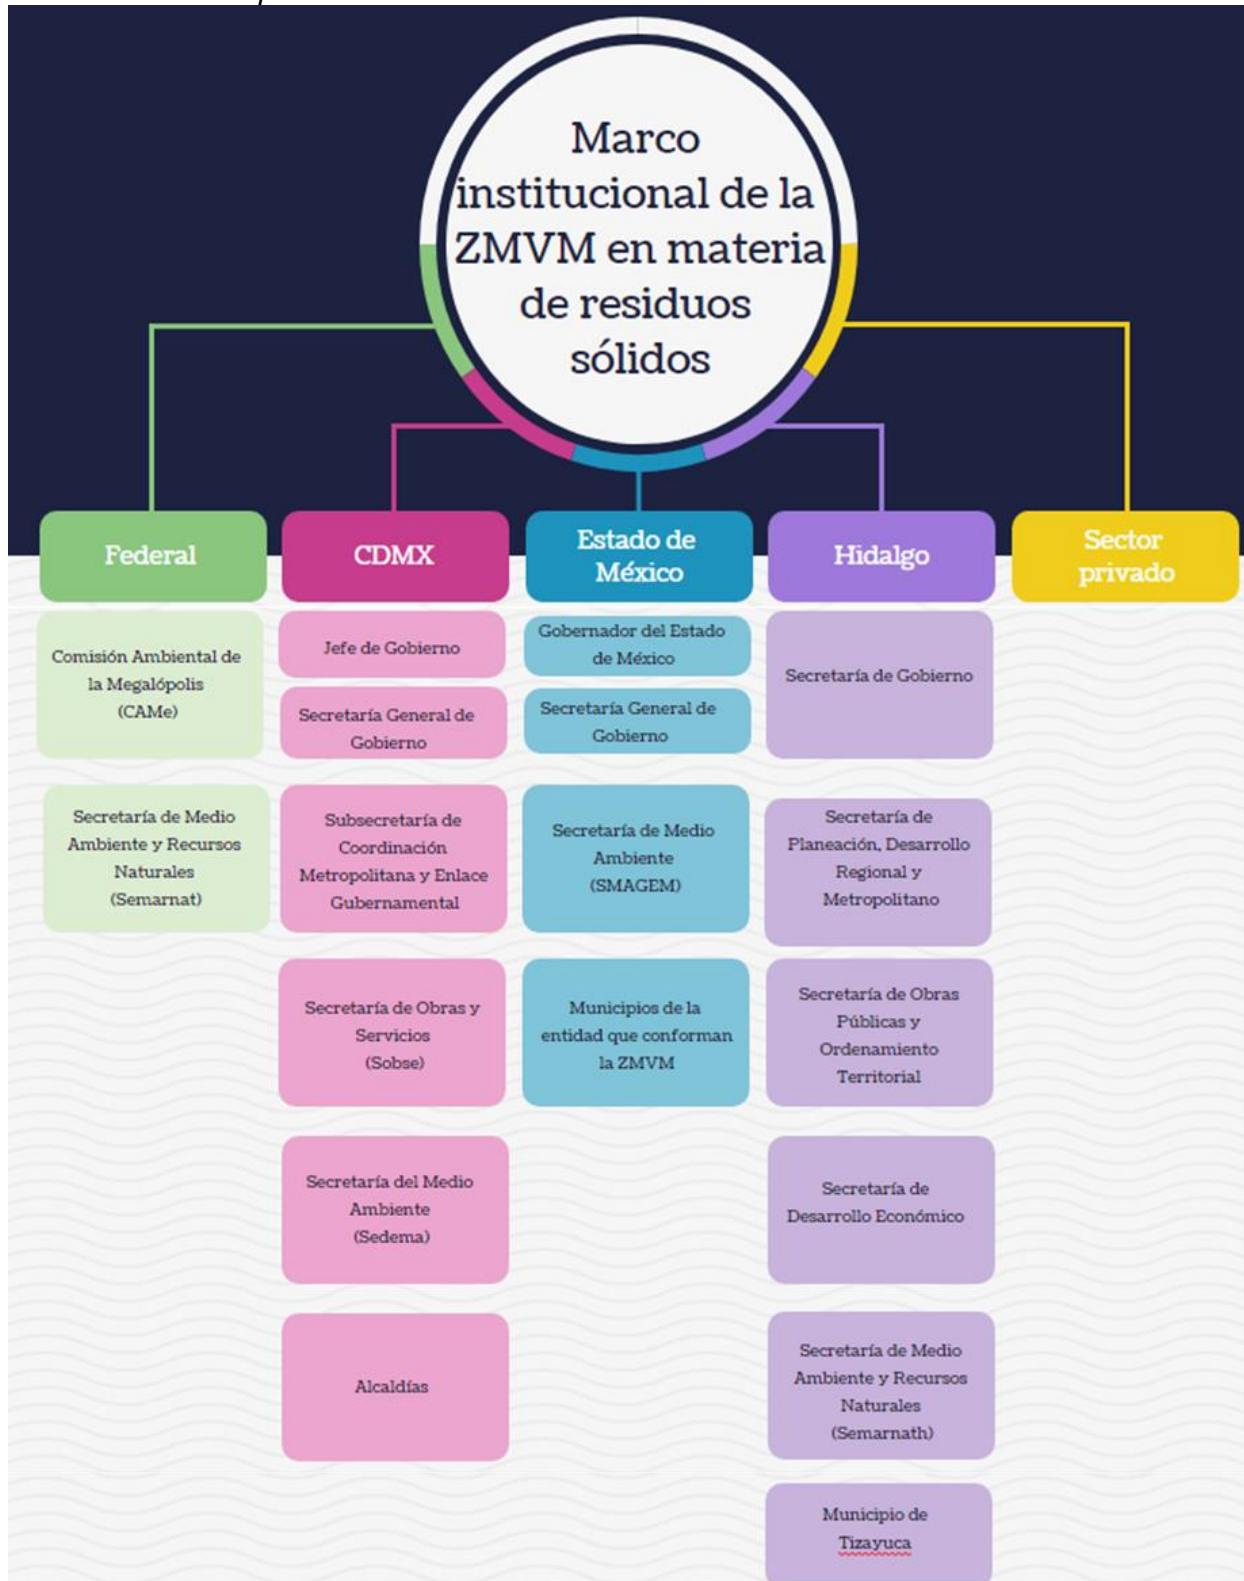 Marco
institucional de la
ZMVM en materia
de residuos
sólidos
Federal
Comisión Ambiental de
la Megalópolis
(CAMe)
Secretaría de Medio
Ambiente y Recursos
Naturales
(Semarnat)
CDMX
Jefe de Gobierno
Secretaría General de
Gobierno
Subsecretaría de
Coordinación
Metropolitana y Enlace
Gubernamental
Secretaría de Obras y
Servicios
(Sobse)
Secretaría del Medio
Ambiente
(Sedema)
Alcaldías
Estado de
México
Gobernador del Estado
de México
Secretaría General de
Gobierno
Secretaría de Medio
Ambiente
(SMAGEM)
Municipios de la
entidad que conforman
la ZMVM
Hidalgo
Secretaría de Gobierno
Secretaría de
Planeación, Desarrollo
Regional y
Metropolitano
Secretaría de Obras
Públicas y
Ordenamiento
Territorial
Secretaría de
Desarrollo Económico
Secretaría de Medio
Ambiente y Recursos
Naturales
(Semarnath)
Municipio de
Tizayuca
Sector
privado